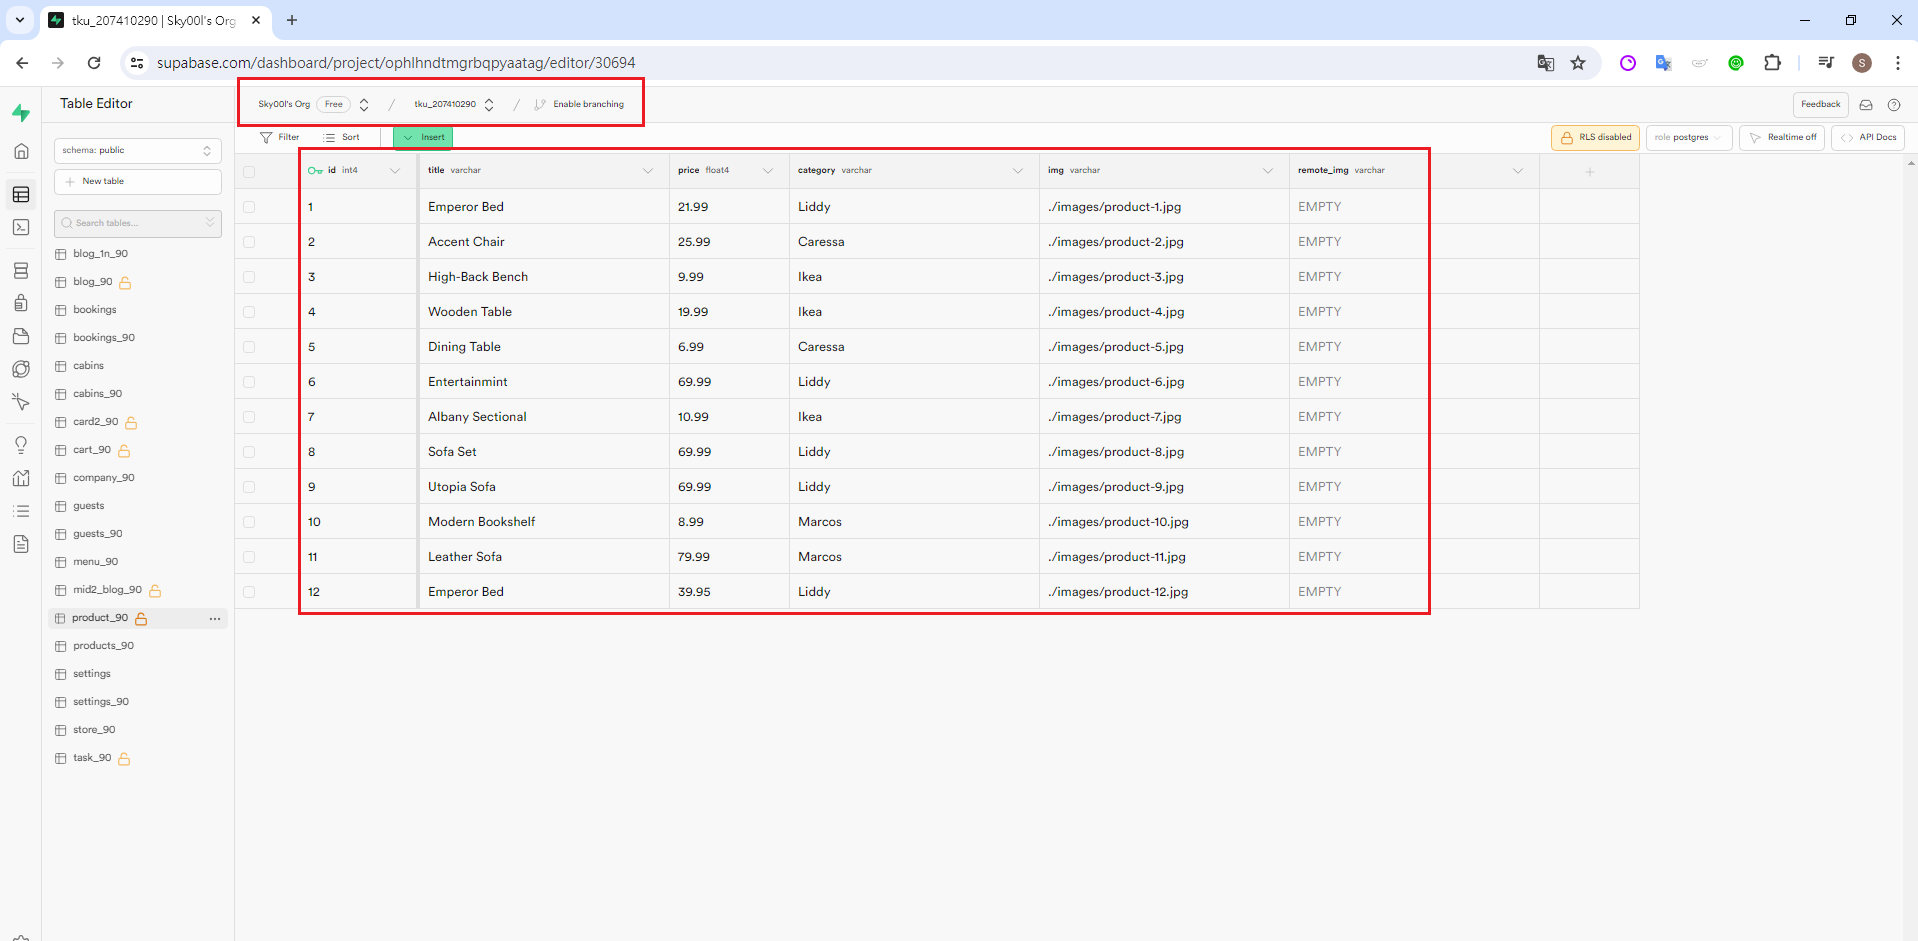 tku_207410290 | Sky00l's Org
supabase.com/dashboard/project/ophlhndtmgrbqpyaatag/editor/30694
S
Table Editor
Sky00l's Org Free / tku_207410290 / Enable branching
Feedback
schema: public
New table
Search tables...
blog_1n_90
blog_90
bookings
bookings_90
cabins
cabins_90
card2_90
cart_90
company_90
guests
guests_90
menu_90
mid2_blog_90
product_90
products_90
settings
settings_90
store_90
task_90
Filter Sort Insert
RLS disabled role postgres Realtime off API Docs
id int4 title varchar price float4 category varchar img varchar remote_img varchar
1 Emperor Bed 21.99 Liddy ./images/product-1.jpg EMPTY
2 Accent Chair 25.99 Caressa ./images/product-2.jpg EMPTY
3 High-Back Bench 9.99 Ikea ./images/product-3.jpg EMPTY
4 Wooden Table 19.99 Ikea ./images/product-4.jpg EMPTY
5 Dining Table 6.99 Caressa ./images/product-5.jpg EMPTY
6 Entertainmint 69.99 Liddy ./images/product-6.jpg EMPTY
7 Albany Sectional 10.99 Ikea ./images/product-7.jpg EMPTY
8 Sofa Set 69.99 Liddy ./images/product-8.jpg EMPTY
9 Utopia Sofa 69.99 Liddy ./images/product-9.jpg EMPTY
10 Modern Bookshelf 8.99 Marcos ./images/product-10.jpg EMPTY
11 Leather Sofa 79.99 Marcos ./images/product-11.jpg EMPTY
12 Emperor Bed 39.95 Liddy ./images/product-12.jpg EMPTY